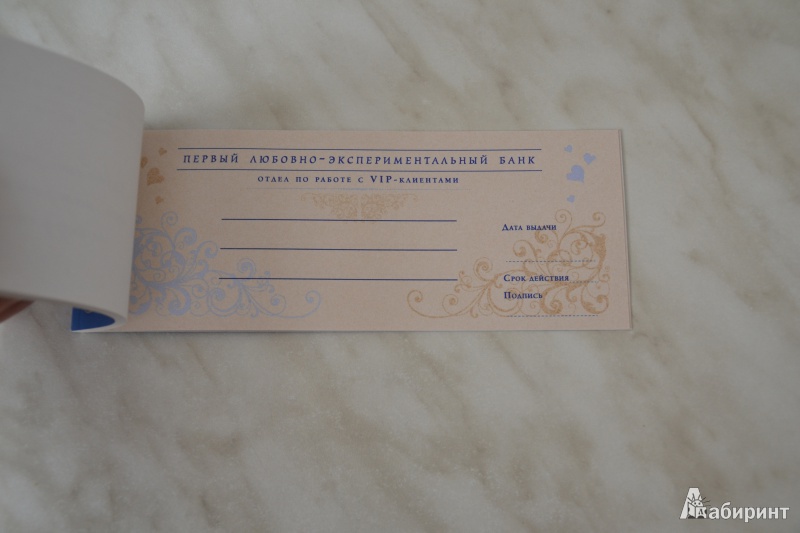 ПЕРВЫЙ ЛЮБОВНО-ЭКСПЕРИМЕНТАЛЬНЫЙ БАНК
ОТДЕЛ ПО РАБОТЕ С VIP-КЛИЕНТАМИ
ДАТА ВЫДАЧИ
СРОК ДЕЙСТВИЯ
ПОДПИСЬ
Лабиринт